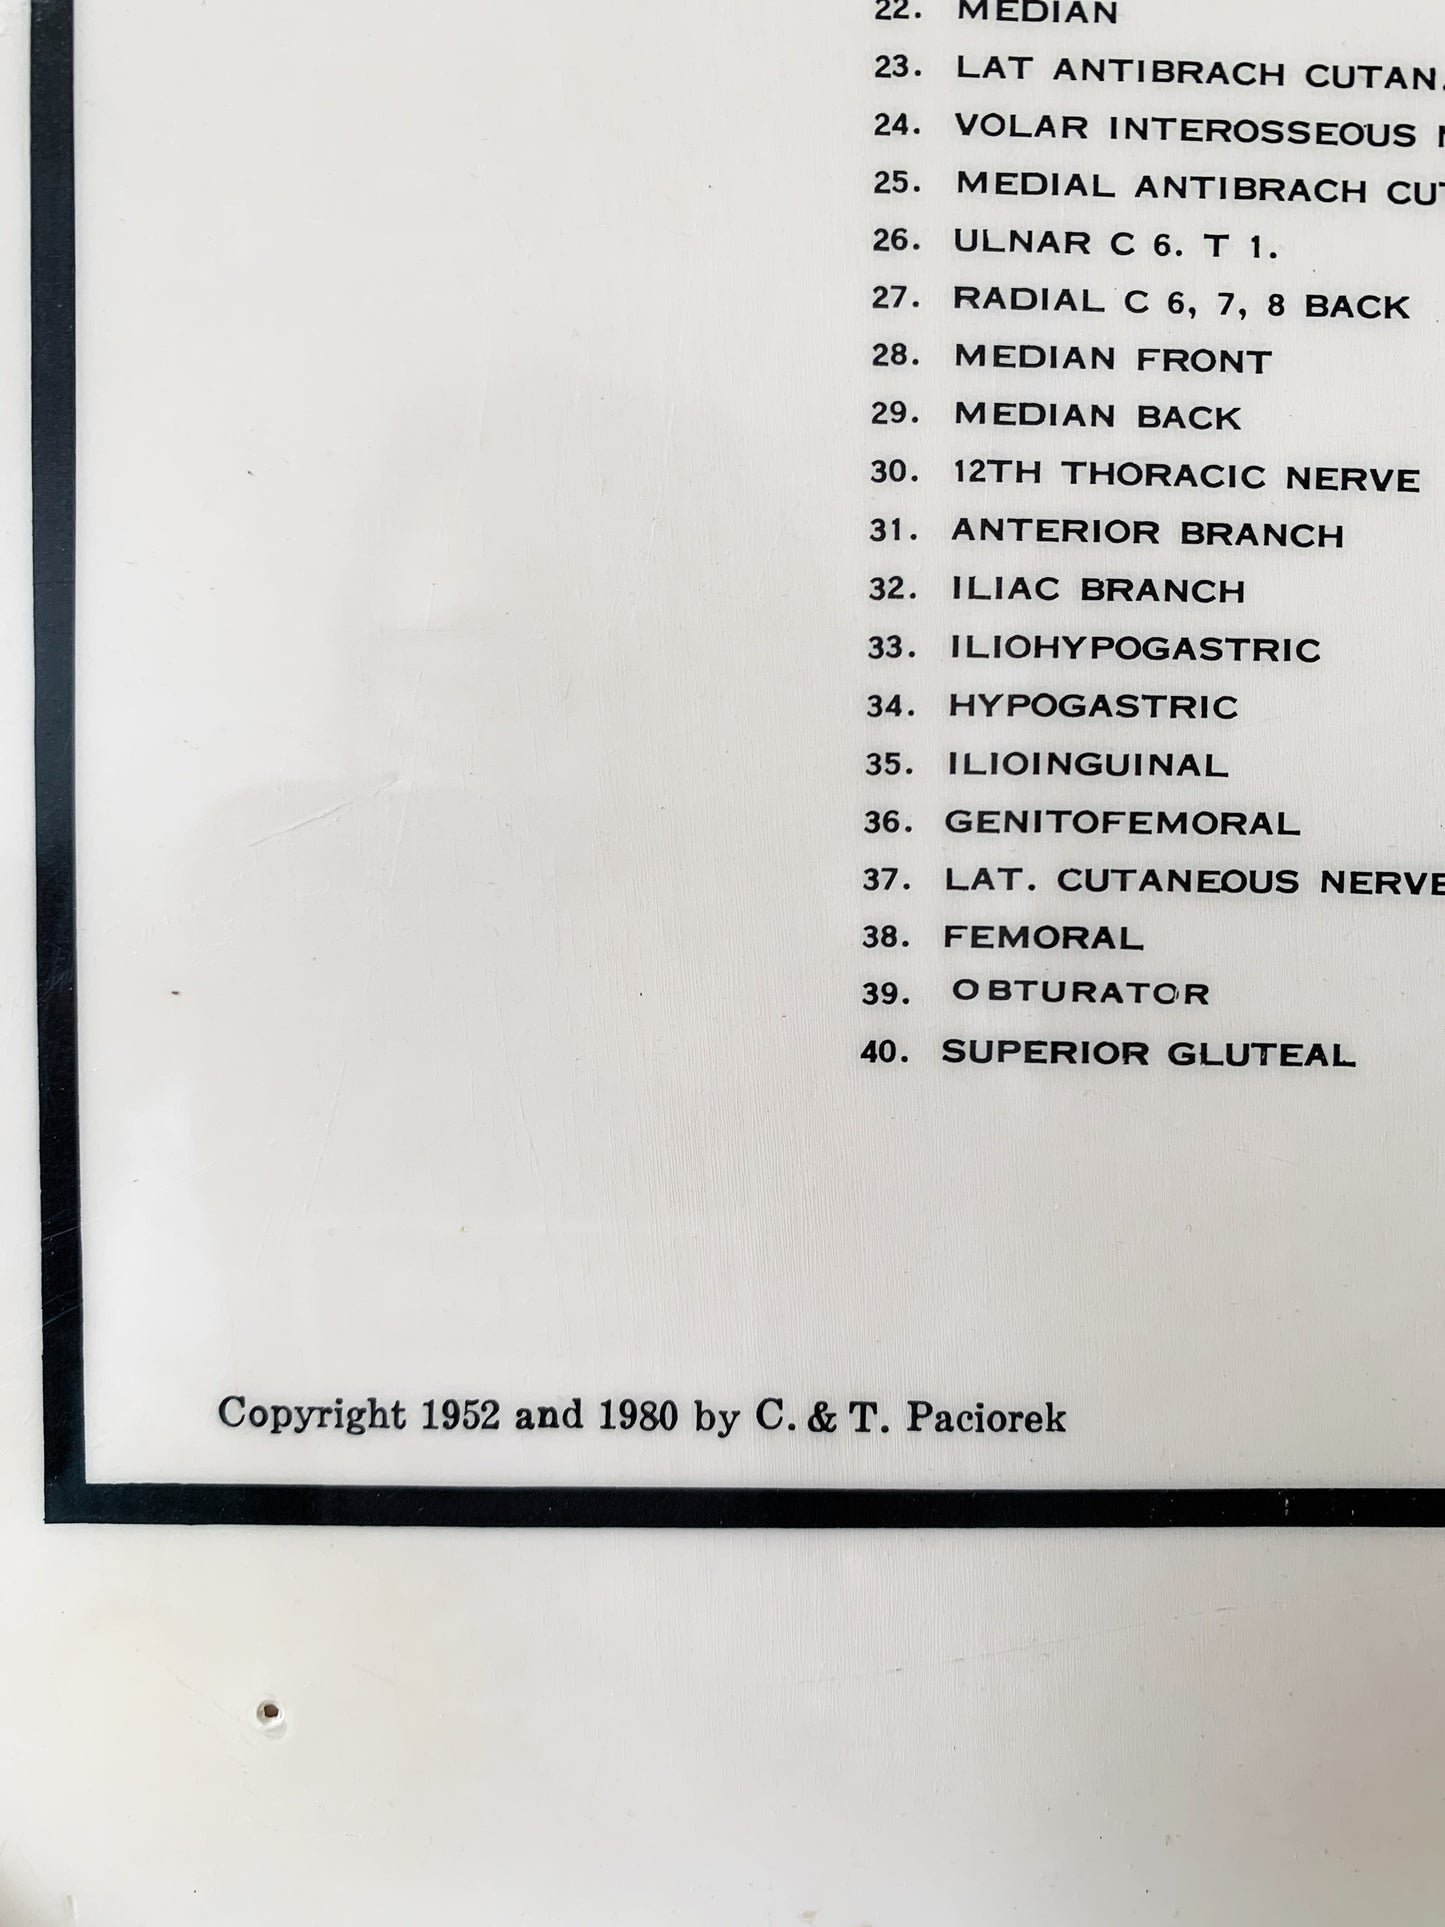 22. MEDIAN
23. LAT ANTIBRACH CUTAN.
24. VOLAR INTEROSSEOUS
25. MEDIAL ANTIBRACH
26. ULNAR C 6. T 1.
27. RADIAL C 6, 7, 8 BACK
28. MEDIAN FRONT
29. MEDIAN BACK
30. 12TH THORACIC NERVE
31. ANTERIOR BRANCH
32. ILIAC BRANCH
33. ILIOHYPOGASTRIC
34. HYPOGASTRIC
35. ILIOINGUINAL
36. GENITOFEMORAL
37. LAT. CUTANEOUS NERVE
38. FEMORAL
39. OBTURATOR
40. SUPERIOR GLUTEAL
Copyright 1952 and 1980 by C. & T. Paciorek